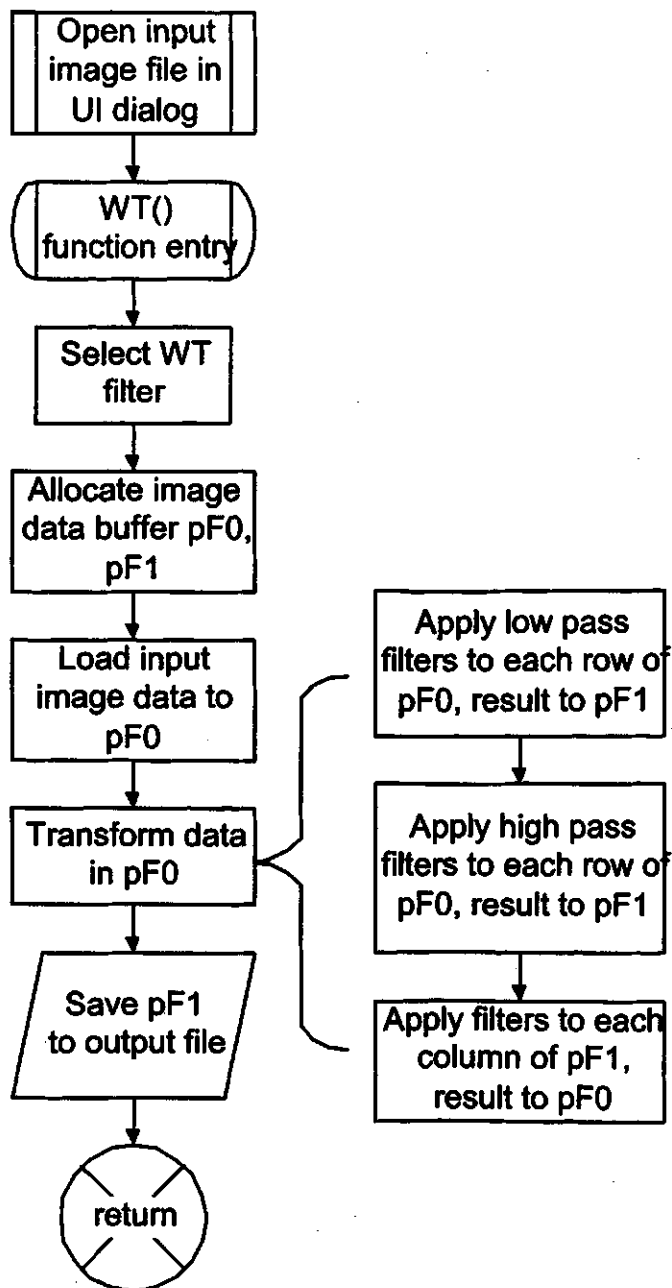 Open input
image file in
UI dialog
WT()
function entry
Select WT
filter
Allocate image
data buffer pF0,
pF1
Load input
image data to
pF0
Transform data
in pF0
Save pF1
to output file
return
Apply low pass
filters to each row of
pF0, result to pF1
Apply high pass
filters to each row of
pF0, result to pF1
Apply filters to each
column of pF1,
result to pF0